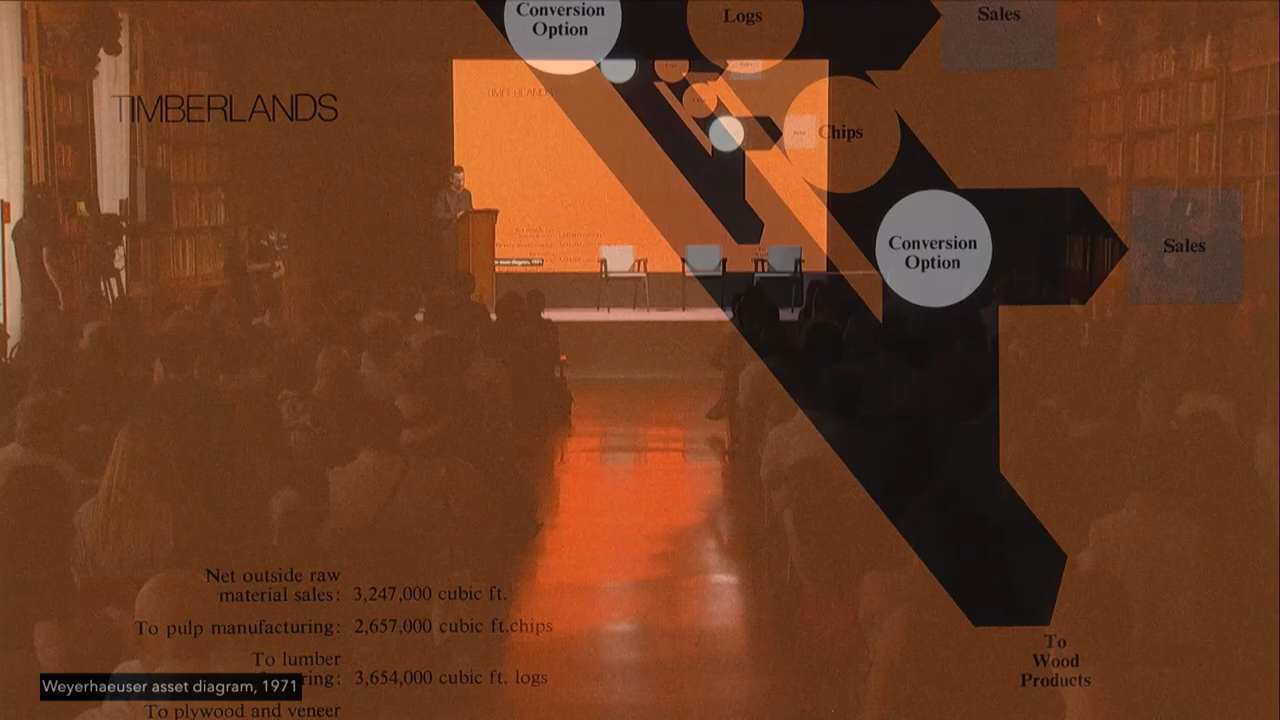 Conversion
Option
Logs
Sales
TIMBERLANDS
Chips
Conversion
Option
Sales
Net outside raw
material sales: 3,247,000 cubic ft.
To pulp manufacturing: 2,657,000 cubic ft.chips
To lumber
ring: 3,654,000 cubic ft. logs
To plywood and veneer
To
Wood
Products
Weyerhaeuser asset diagram, 1971
TIMBERLANDS